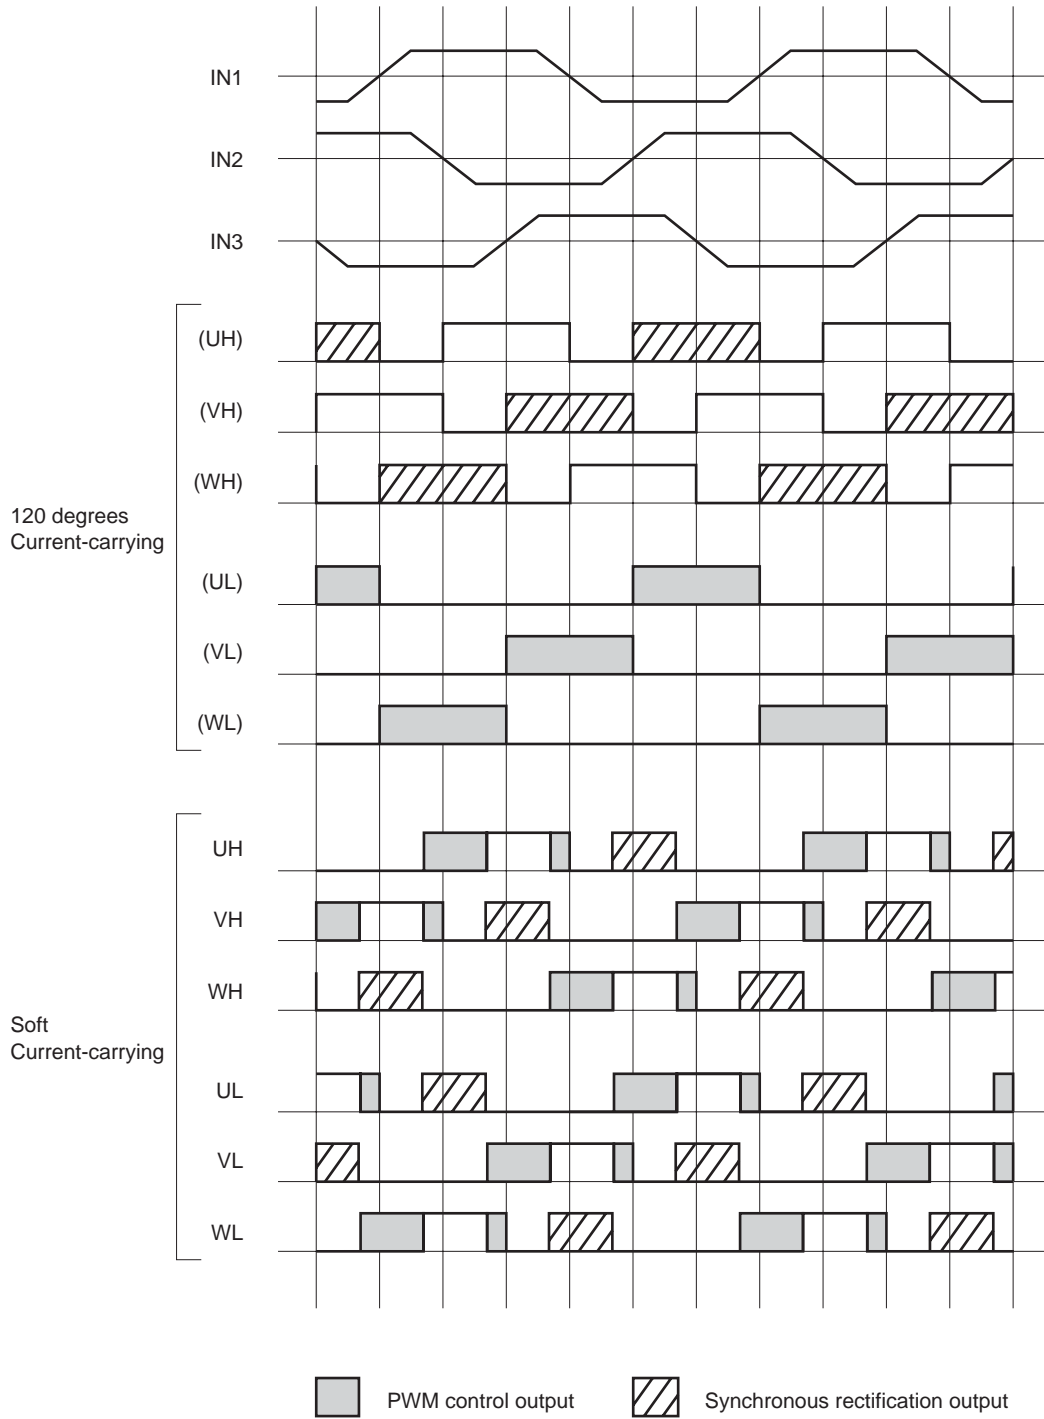 IN1
IN2
IN3
(UH)
(VH)
(WH)
120 degrees
Current-carrying
(UL)
(VL)
(WL)
UH
VH
WH
Soft
Current-carrying
UL
VL
WL
PWM control output
Synchronous rectification output